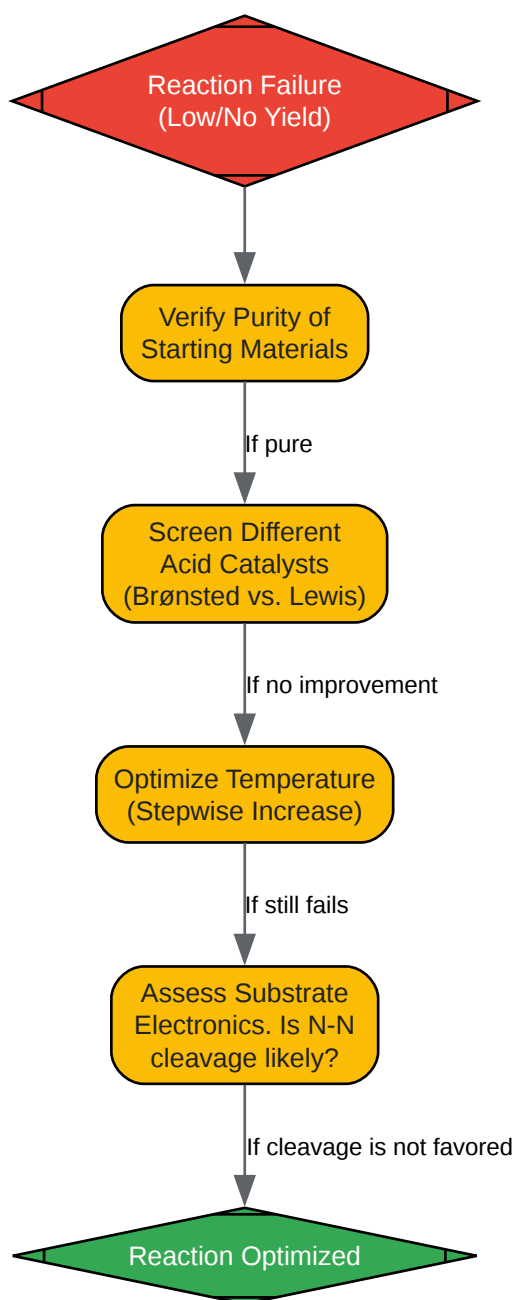 Reaction Failure
(Low/No Yield)
Verify Purity of
Starting Materials
If pure
Screen Different
Acid Catalysts
(Brønsted vs. Lewis)
If no improvement
Optimize Temperature
(Stepwise Increase)
If still fails
Assess Substrate
Electronics. Is N-N
cleavage likely?
If cleavage is not favored
Reaction Optimized